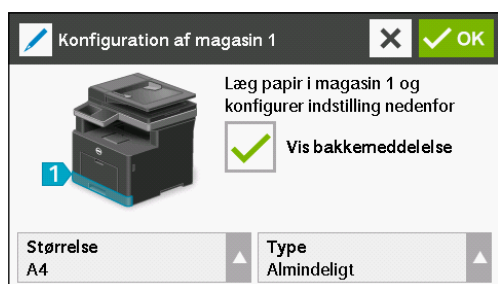 Konfiguration af magasin 1
OK
Læg papir i magasin 1 og
konfigurer indstilling nedenfor
Vis bakkemeddelelse
1
Størrelse
A4
Type
Almindeligt